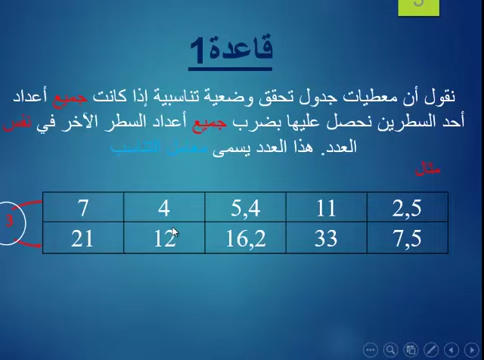 5
قاعدة1
نقول أن معطيات جدول تحقق وضعية تناسبية إذا كانت جميع أعداد
أحد السطرين نحصل عليها بضرب جميع أعداد السطر الآخر في نفس
العدد. هذا العدد يسمى معامل التناسب
مثال
7 4 5,4 11 2,5
3
21 12 16,2 33 7,5